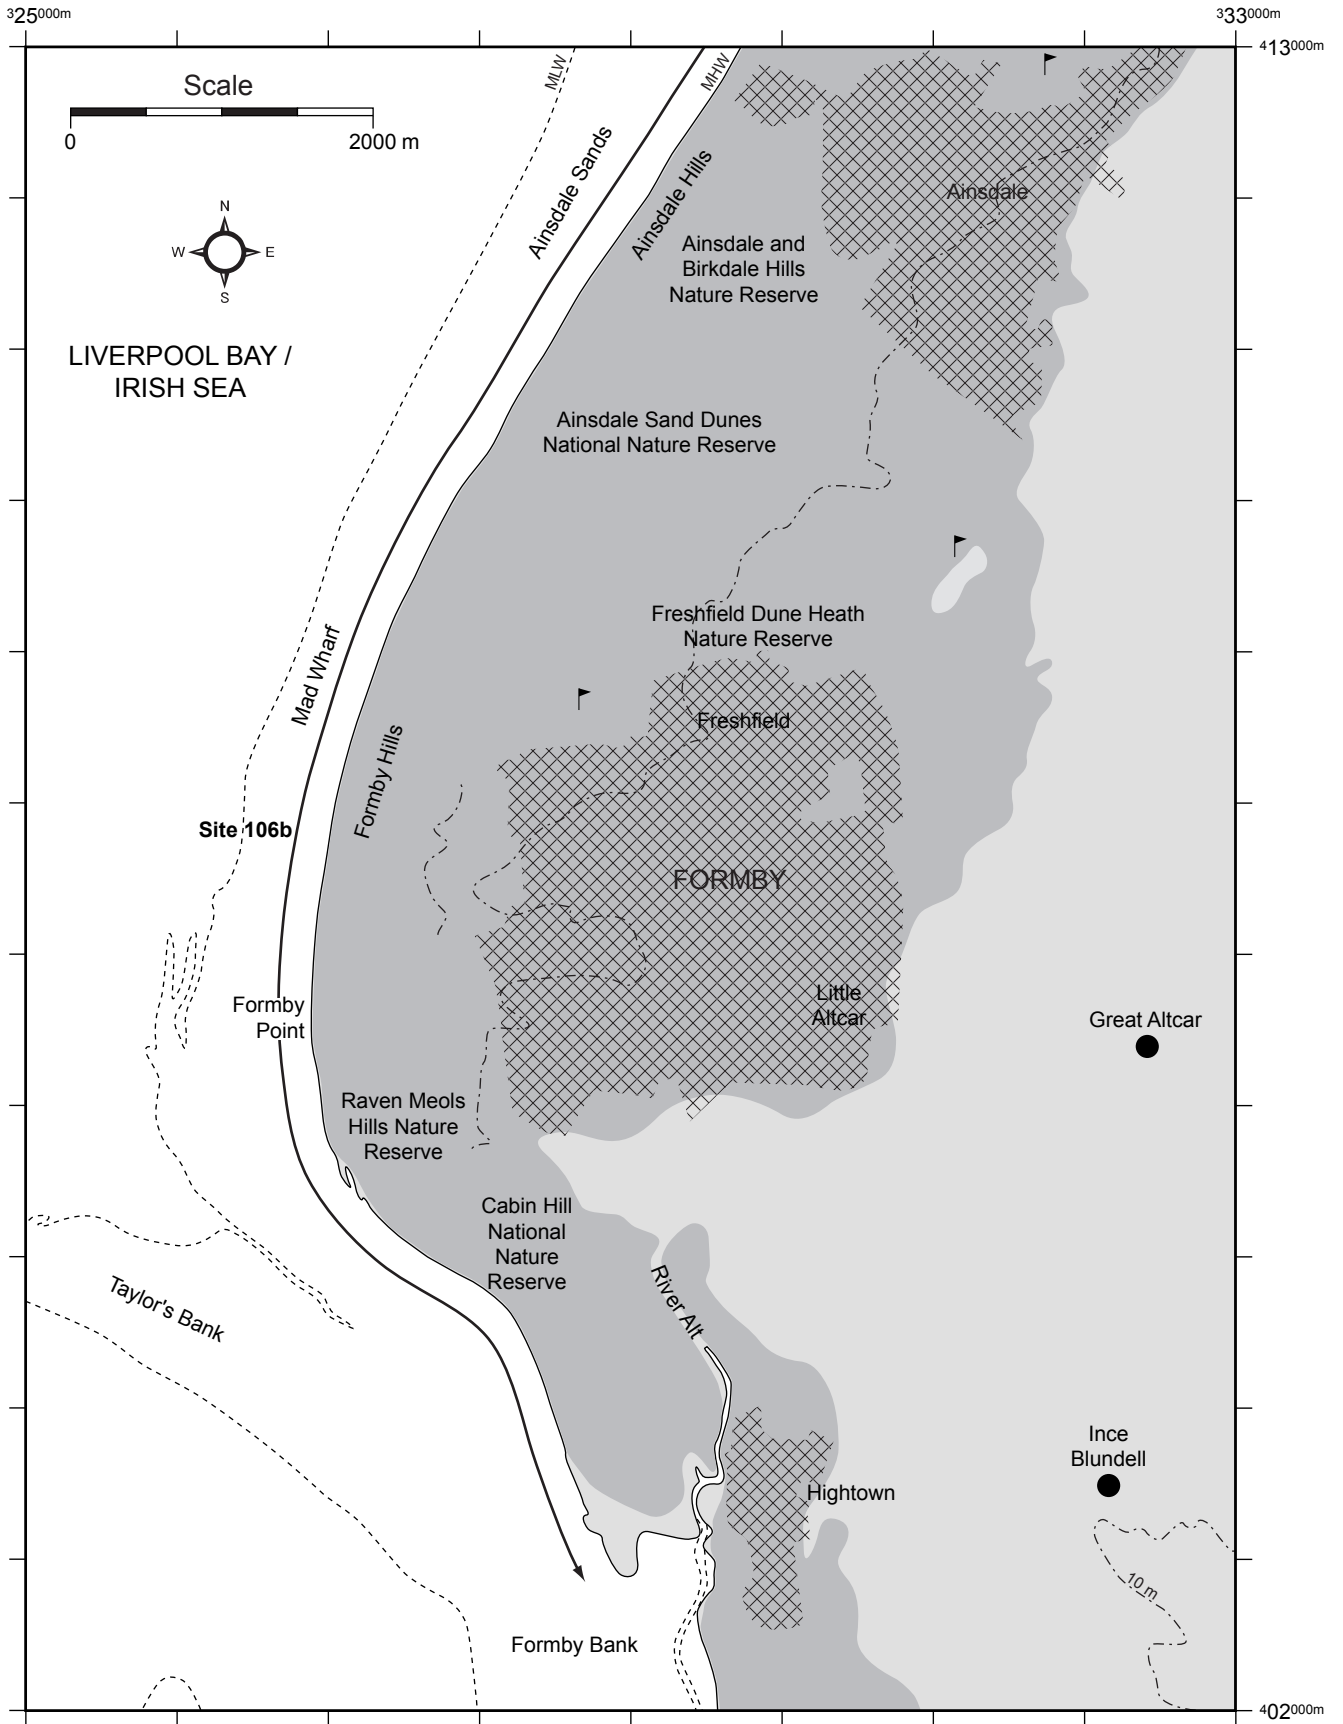 325000m
333000m
413000m
Scale
0
2000 m
MLW
MHW
N
W
E
S
LIVERPOOL BAY /
IRISH SEA
Ainsdale Sands
Ainsdale Hills
Ainsdale
Ainsdale and
Birkdale Hills
Nature Reserve
Ainsdale Sand Dunes
National Nature Reserve
Freshfield Dune Heath
Nature Reserve
Mad Wharf
Freshfield
Formby Hills
Site 106b
FORMBY
Formby
Point
Little
Altcar
Great Altcar
Raven Meols
Hills Nature
Reserve
Cabin Hill
National
Nature
Reserve
River Alt
Taylor's Bank
Ince
Blundell
Hightown
10 m
Formby Bank
402000m